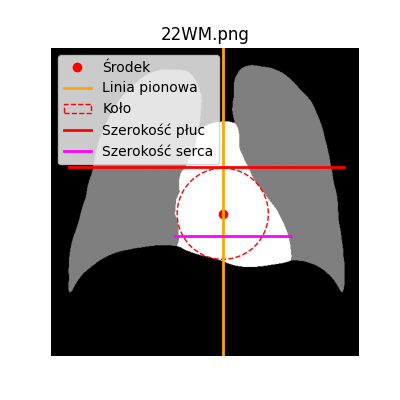 22WM.png
Środek
Linia pionowa
Koło
Szerokość płuc
Szerokość serca